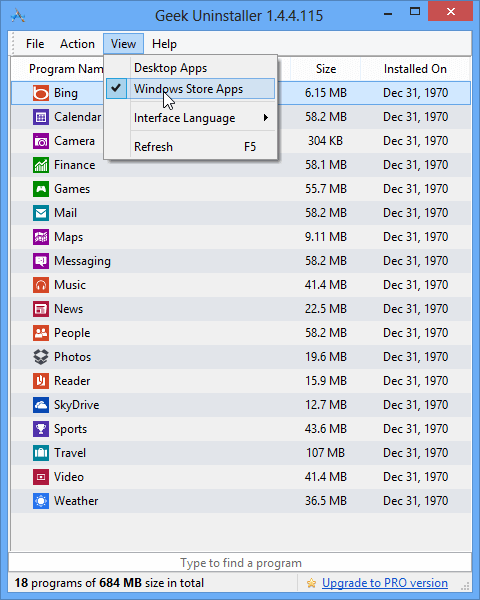 Geek Uninstaller 1.4.4.115
File Action View Help
Program Nam Size Installed On
Desktop Apps
Windows Store Apps
Interface Language
Refresh F5
Bing 6.15 MB Dec 31, 1970
Calendar 58.2 MB Dec 31, 1970
Camera 304 KB Dec 31, 1970
Finance 58.1 MB Dec 31, 1970
Games 55.7 MB Dec 31, 1970
Mail 58.2 MB Dec 31, 1970
Maps 9.11 MB Dec 31, 1970
Messaging 58.2 MB Dec 31, 1970
Music 41.4 MB Dec 31, 1970
News 22.5 MB Dec 31, 1970
People 58.2 MB Dec 31, 1970
Photos 19.6 MB Dec 31, 1970
Reader 15.9 MB Dec 31, 1970
SkyDrive 12.7 MB Dec 31, 1970
Sports 43.6 MB Dec 31, 1970
Travel 107 MB Dec 31, 1970
Video 41.4 MB Dec 31, 1970
Weather 36.5 MB Dec 31, 1970
Type to find a program
18 programs of 684 MB size in total Upgrade to PRO version